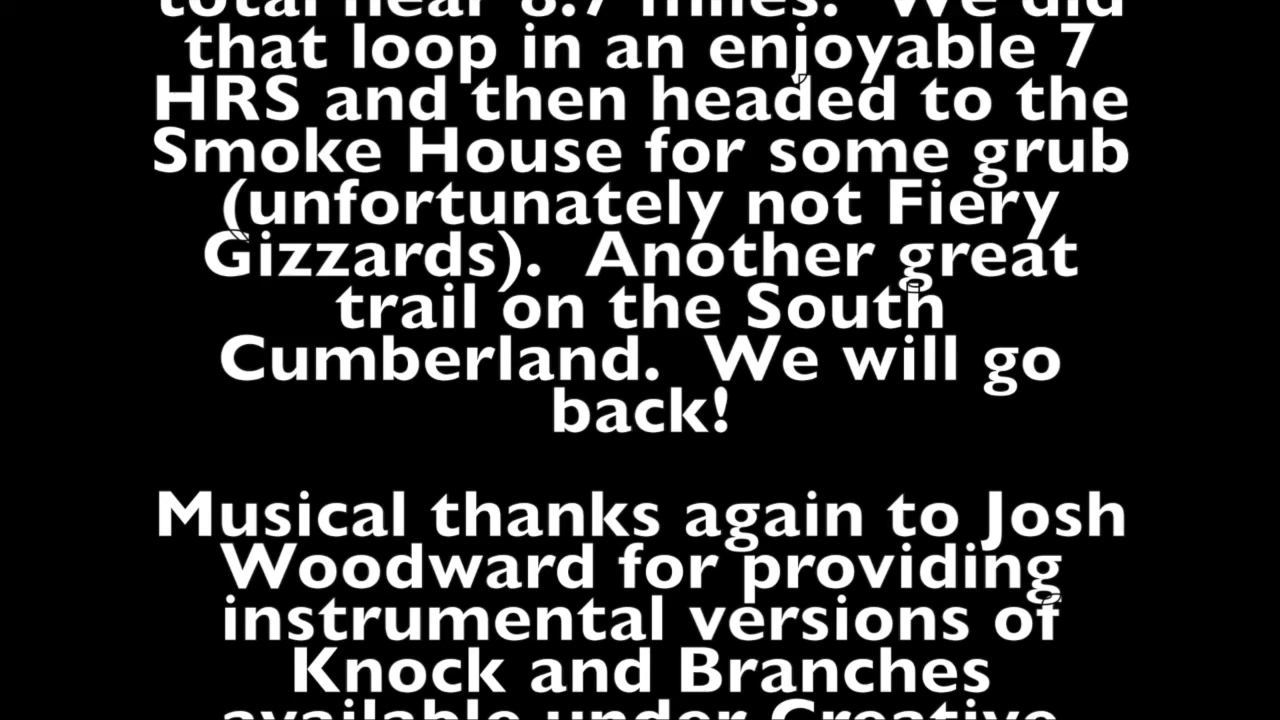 total near 8.7 miles.  We did
that loop in an enjoyable 7
HRS and then headed to the
Smoke House for some grub
(unfortunately not Fiery
Gizzards).  Another great
trail on the South
Cumberland.  We will go
back!
Musical thanks again to Josh
Woodward for providing
instrumental versions of
Knock and Branches
available under Creative